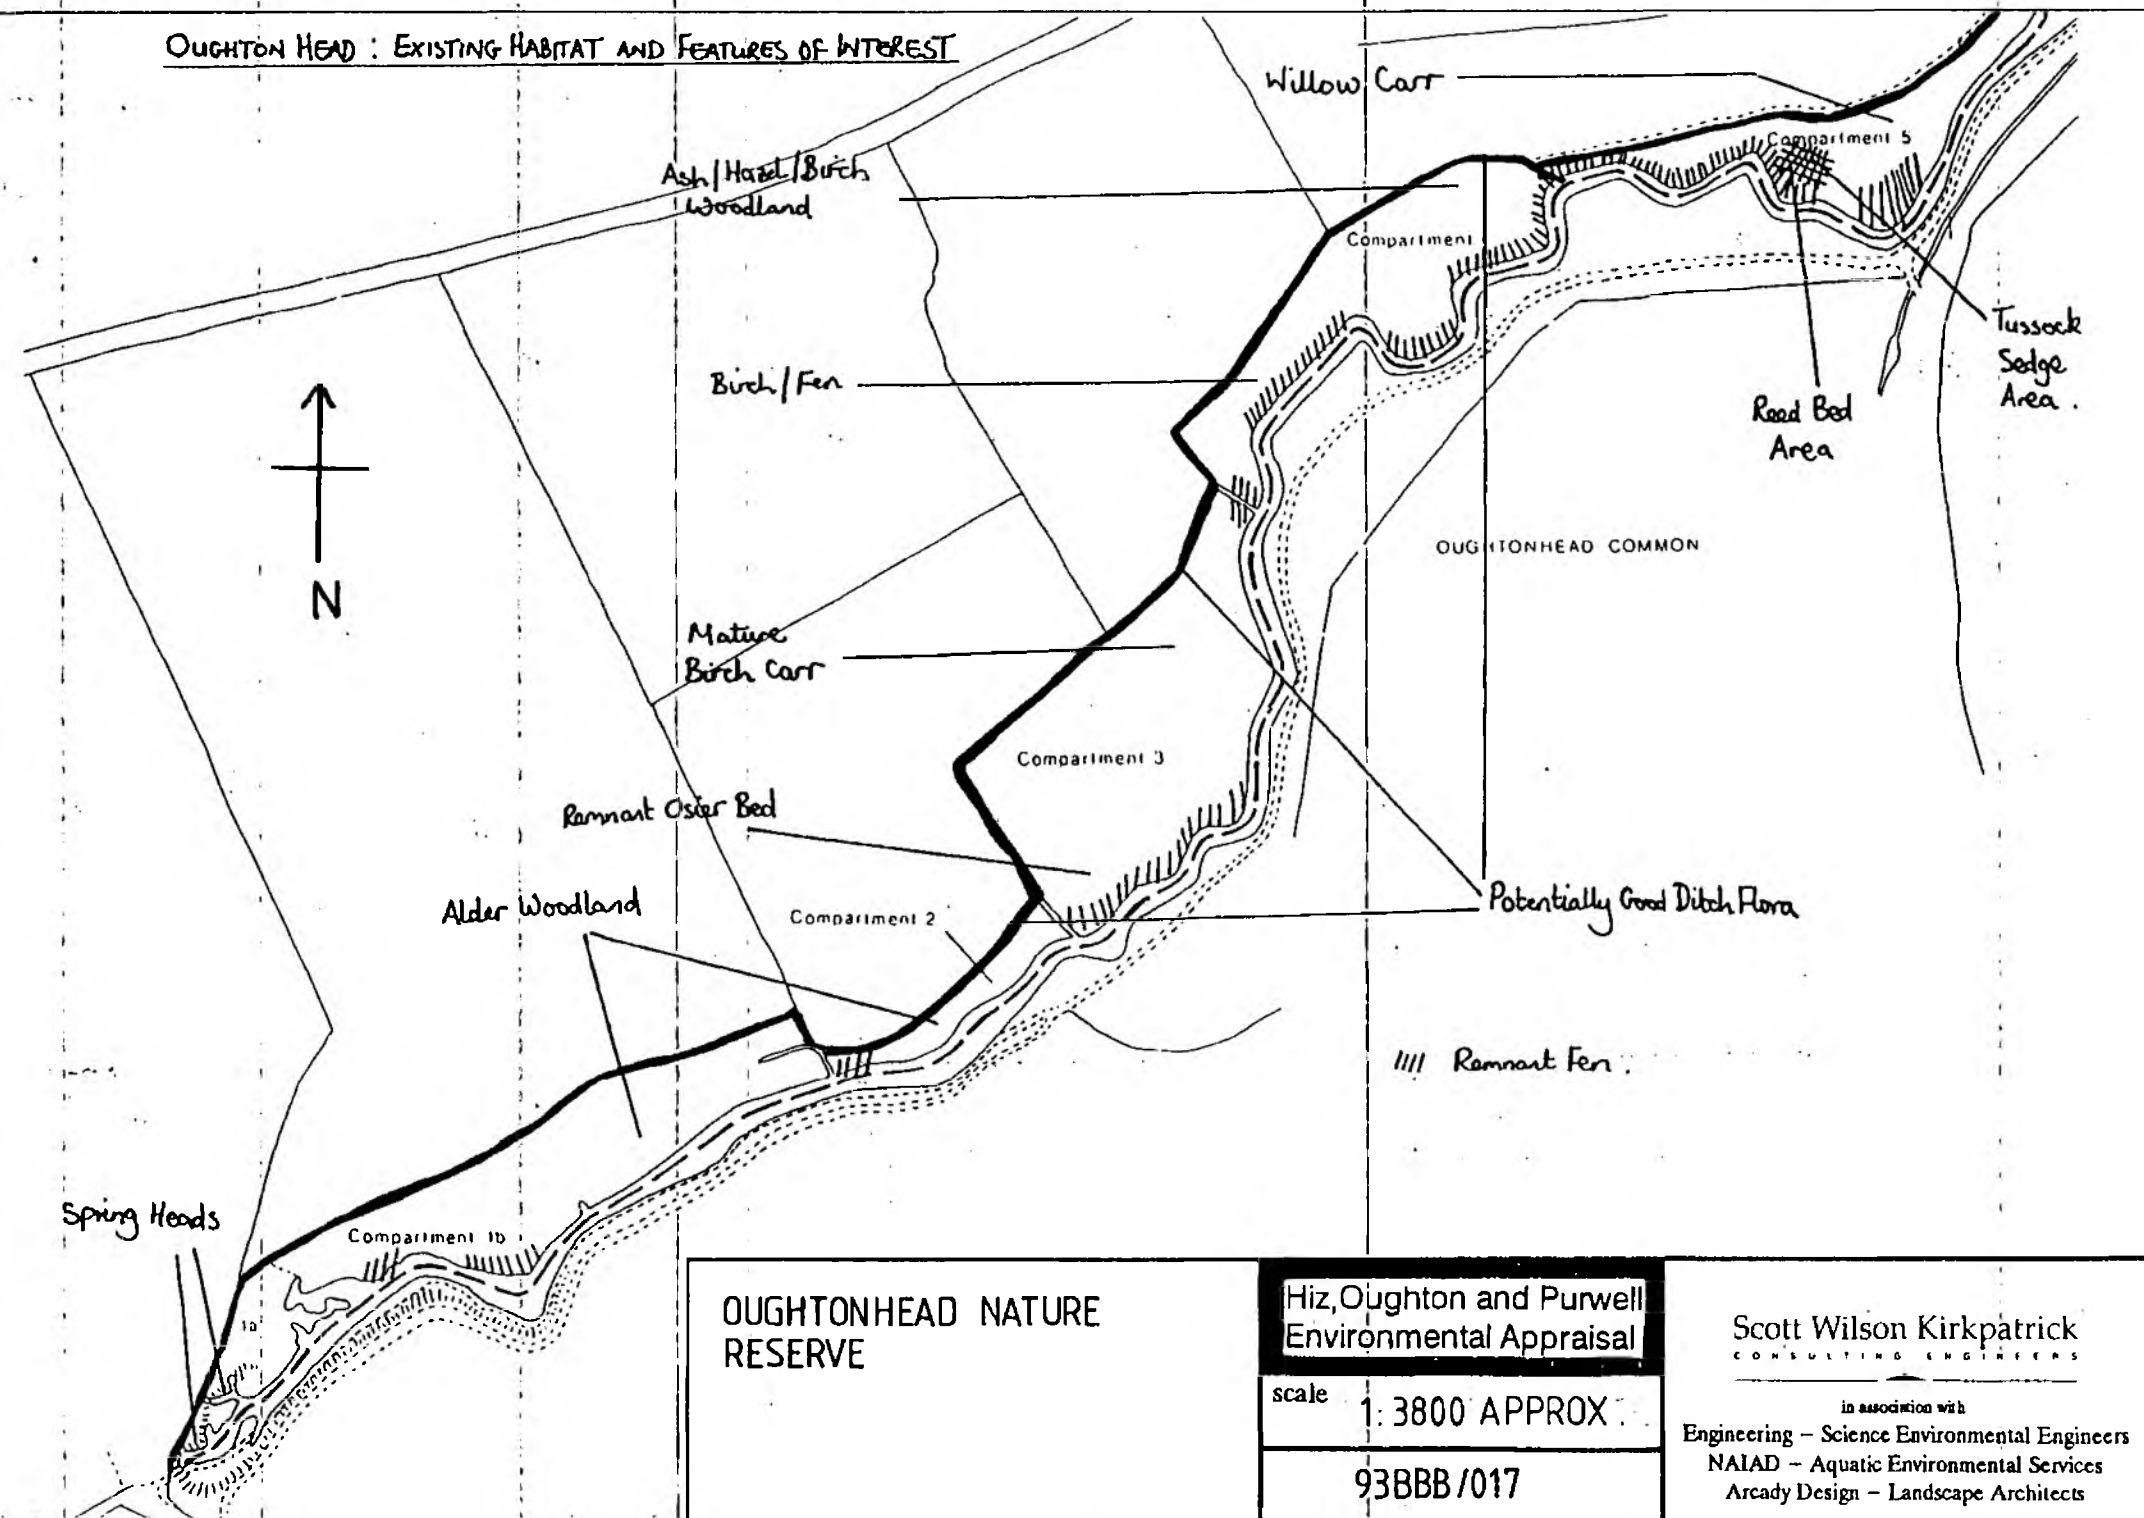 OUGHTON HEAD : EXISTING HABITAT AND FEATURES OF INTEREST
Willow Carr
Compartment 5
Ash/Hazel/Birch
Woodland
Compartment
Tussock
Sedge
Area.
Birch/Fen
Reed Bed
Area
N
OUGHTONHEAD COMMON
Mature
Birch Carr
Compartment 3
Remnant Osier Bed
Alder Woodland
Compartment 2
Potentially Good Ditch Flora
Remnant Fen.
Spring Heads
Compartment 1b
1a
OUGHTONHEAD NATURE
RESERVE
Hiz,Oughton and Purwell
Environmental Appraisal
scale 1:3800 APPROX.
93BBB/017
Scott Wilson Kirkpatrick
CONSULTING ENGINEERS
in association with
Engineering – Science Environmental Engineers
NAIAD – Aquatic Environmental Services
Arcady Design – Landscape Architects